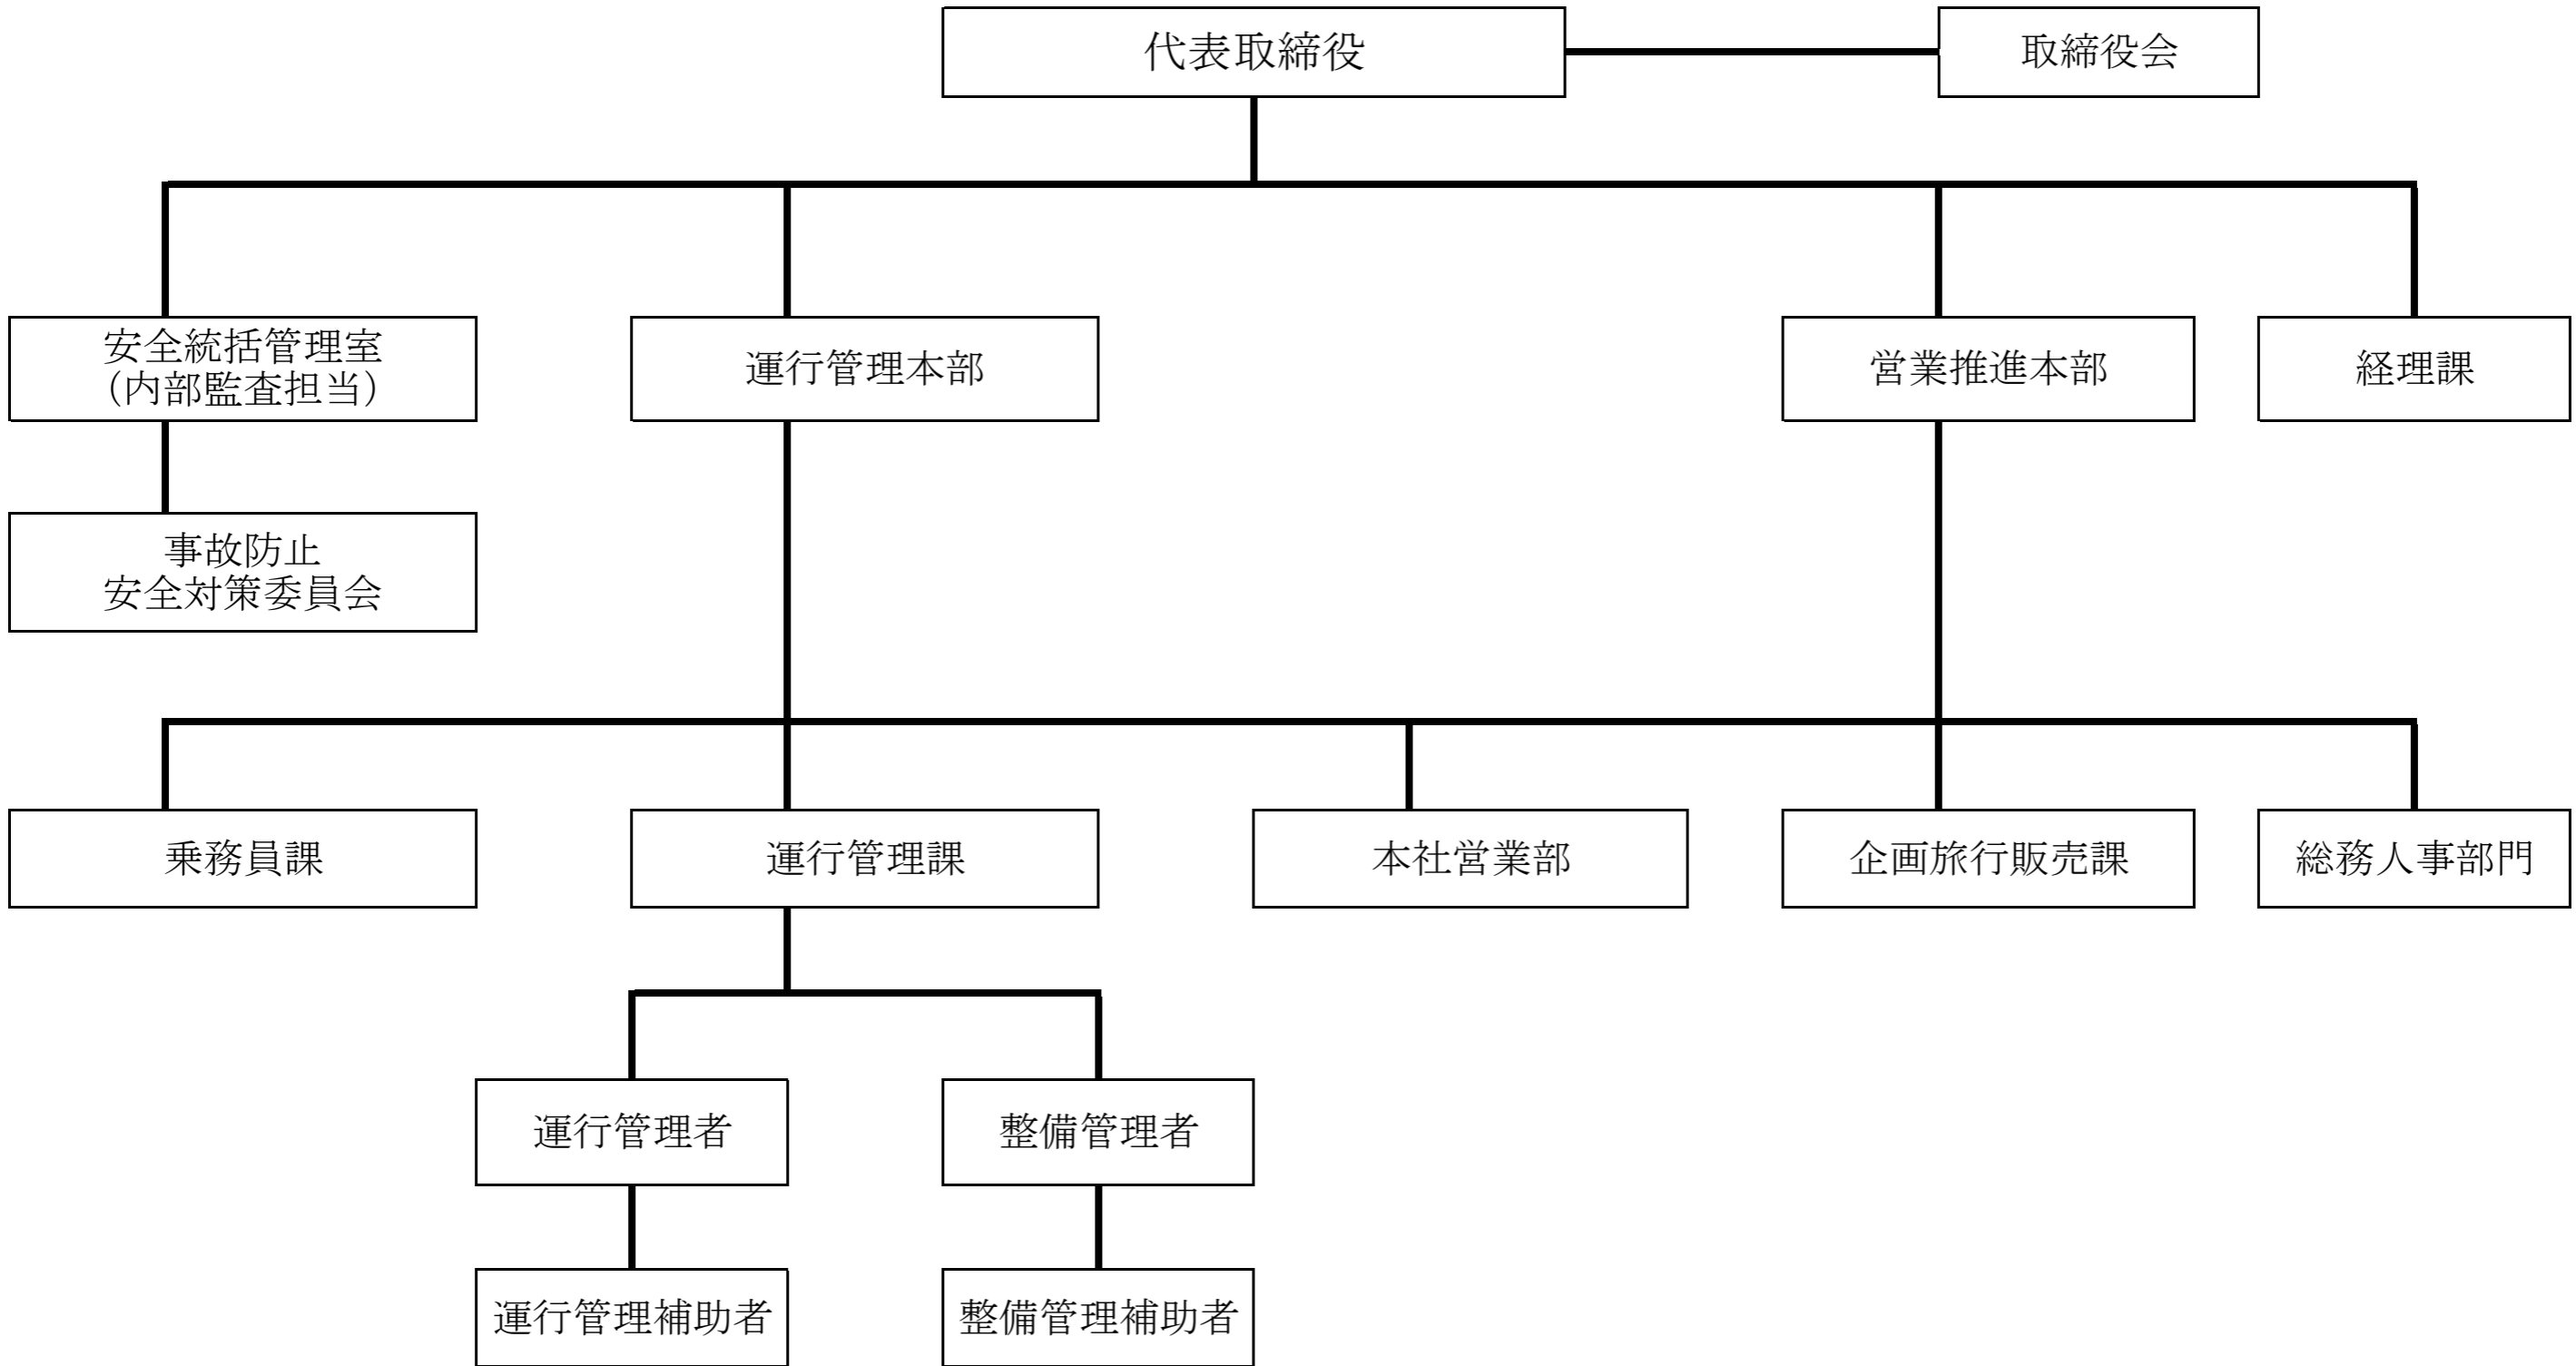 代表取締役
取締役会
安全統括管理室
（内部監査担当）
運行管理本部
営業推進本部
経理課
事故防止
安全対策委員会
乗務員課
運行管理課
本社営業部
企画旅行販売課
総務人事部門
運行管理者
整備管理者
運行管理補助者
整備管理補助者